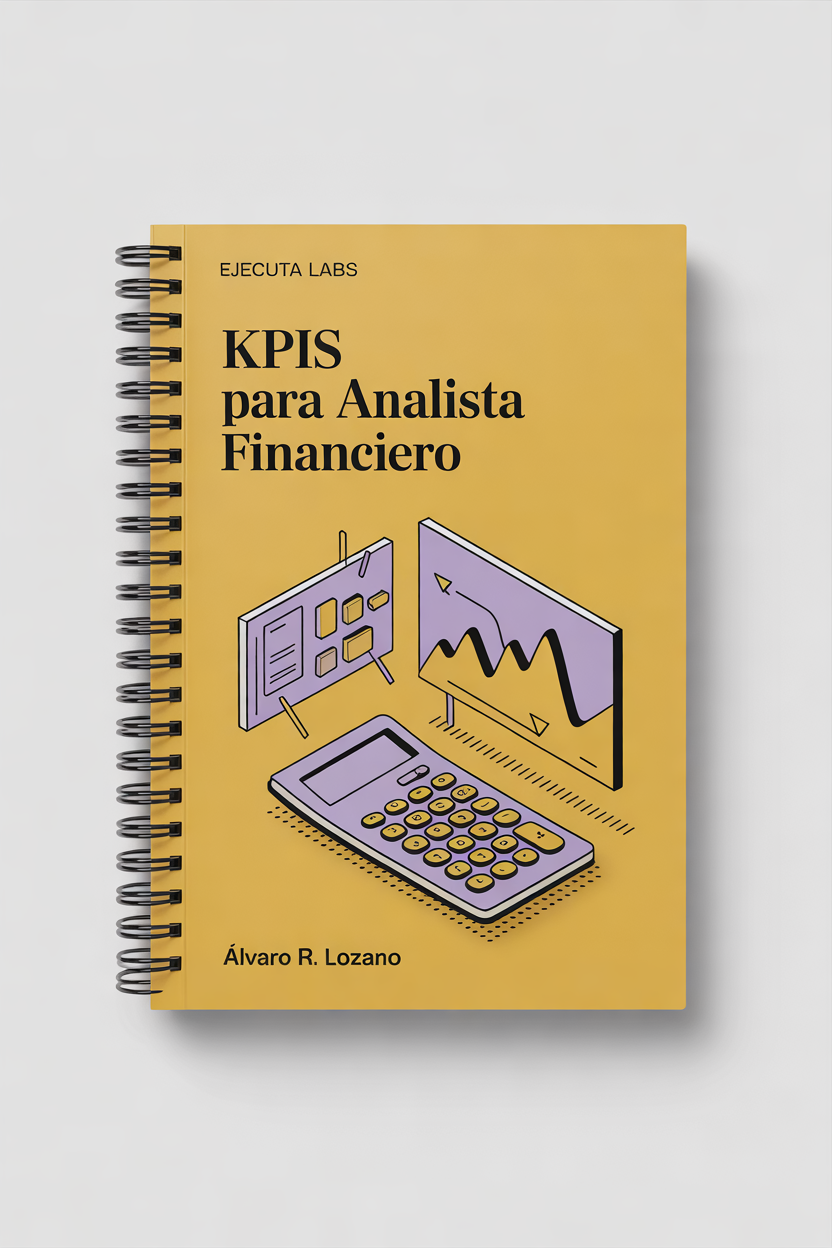 EJECUTA LABS
KPIS
para Analista
Financiero
Álvaro R. Lozano